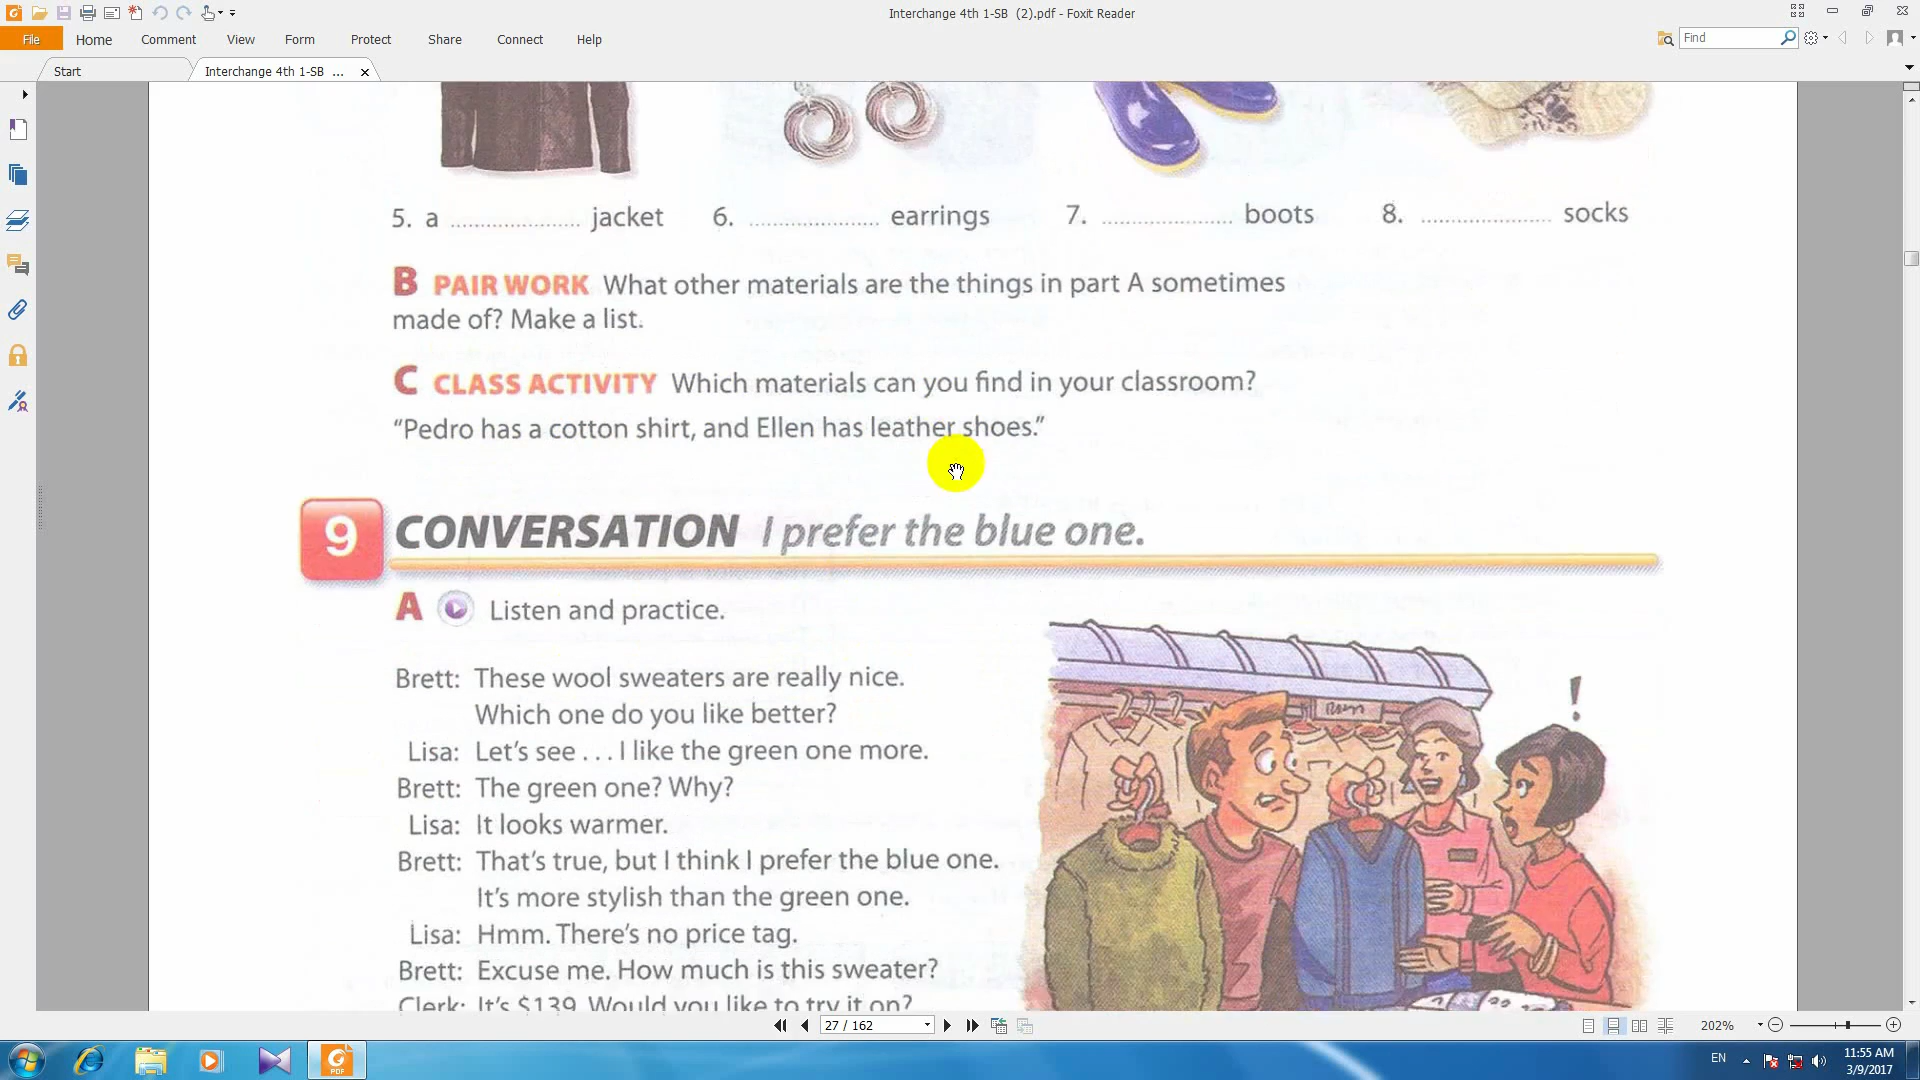 Interchange 4th 1-SB (2).pdf - Foxit Reader
File Home Comment View Form Protect Share Connect Help
Find
Start
Interchange 4th 1-SB ...
5. a ..................... jacket 6. ..................... earrings 7. ..................... boots 8. ..................... socks
B PAIR WORK What other materials are the things in part A sometimes
made of? Make a list.
C CLASS ACTIVITY Which materials can you find in your classroom?
“Pedro has a cotton shirt, and Ellen has leather shoes.”
9 CONVERSATION I prefer the blue one.
A Listen and practice.
Brett: These wool sweaters are really nice.
Which one do you like better?
Lisa: Let’s see . . . I like the green one more.
Brett: The green one? Why?
Lisa: It looks warmer.
Brett: That’s true, but I think I prefer the blue one.
It’s more stylish than the green one.
Lisa: Hmm. There’s no price tag.
Brett: Excuse me. How much is this sweater?
Clerk: It’s $139. Would you like to try it on?
!
27 / 162
202%
PDF
EN
11:55 AM
3/9/2017